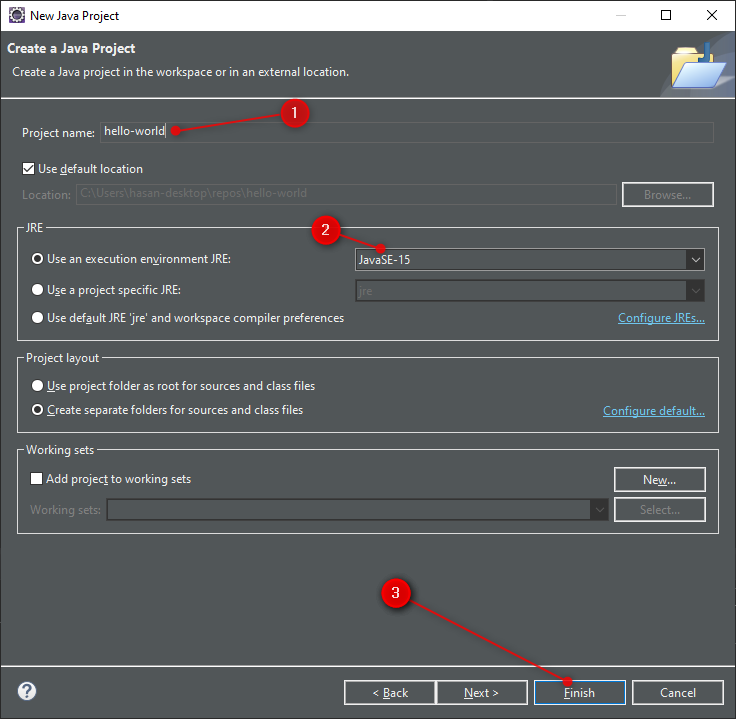 New Java Project
Create a Java Project
Create a Java project in the workspace or in an external location.
1
Project name: hello-world
Use default location
Location: C:\Users\hasan-desktop\repos\hello-world Browse...
JRE
2
Use an execution environment JRE: JavaSE-15
Use a project specific JRE: jre
Use default JRE 'jre' and workspace compiler preferences Configure JREs...
Project layout
Use project folder as root for sources and class files
Create separate folders for sources and class files Configure default...
Working sets
Add project to working sets New...
Working sets: Select...
3
? < Back Next > Finish Cancel